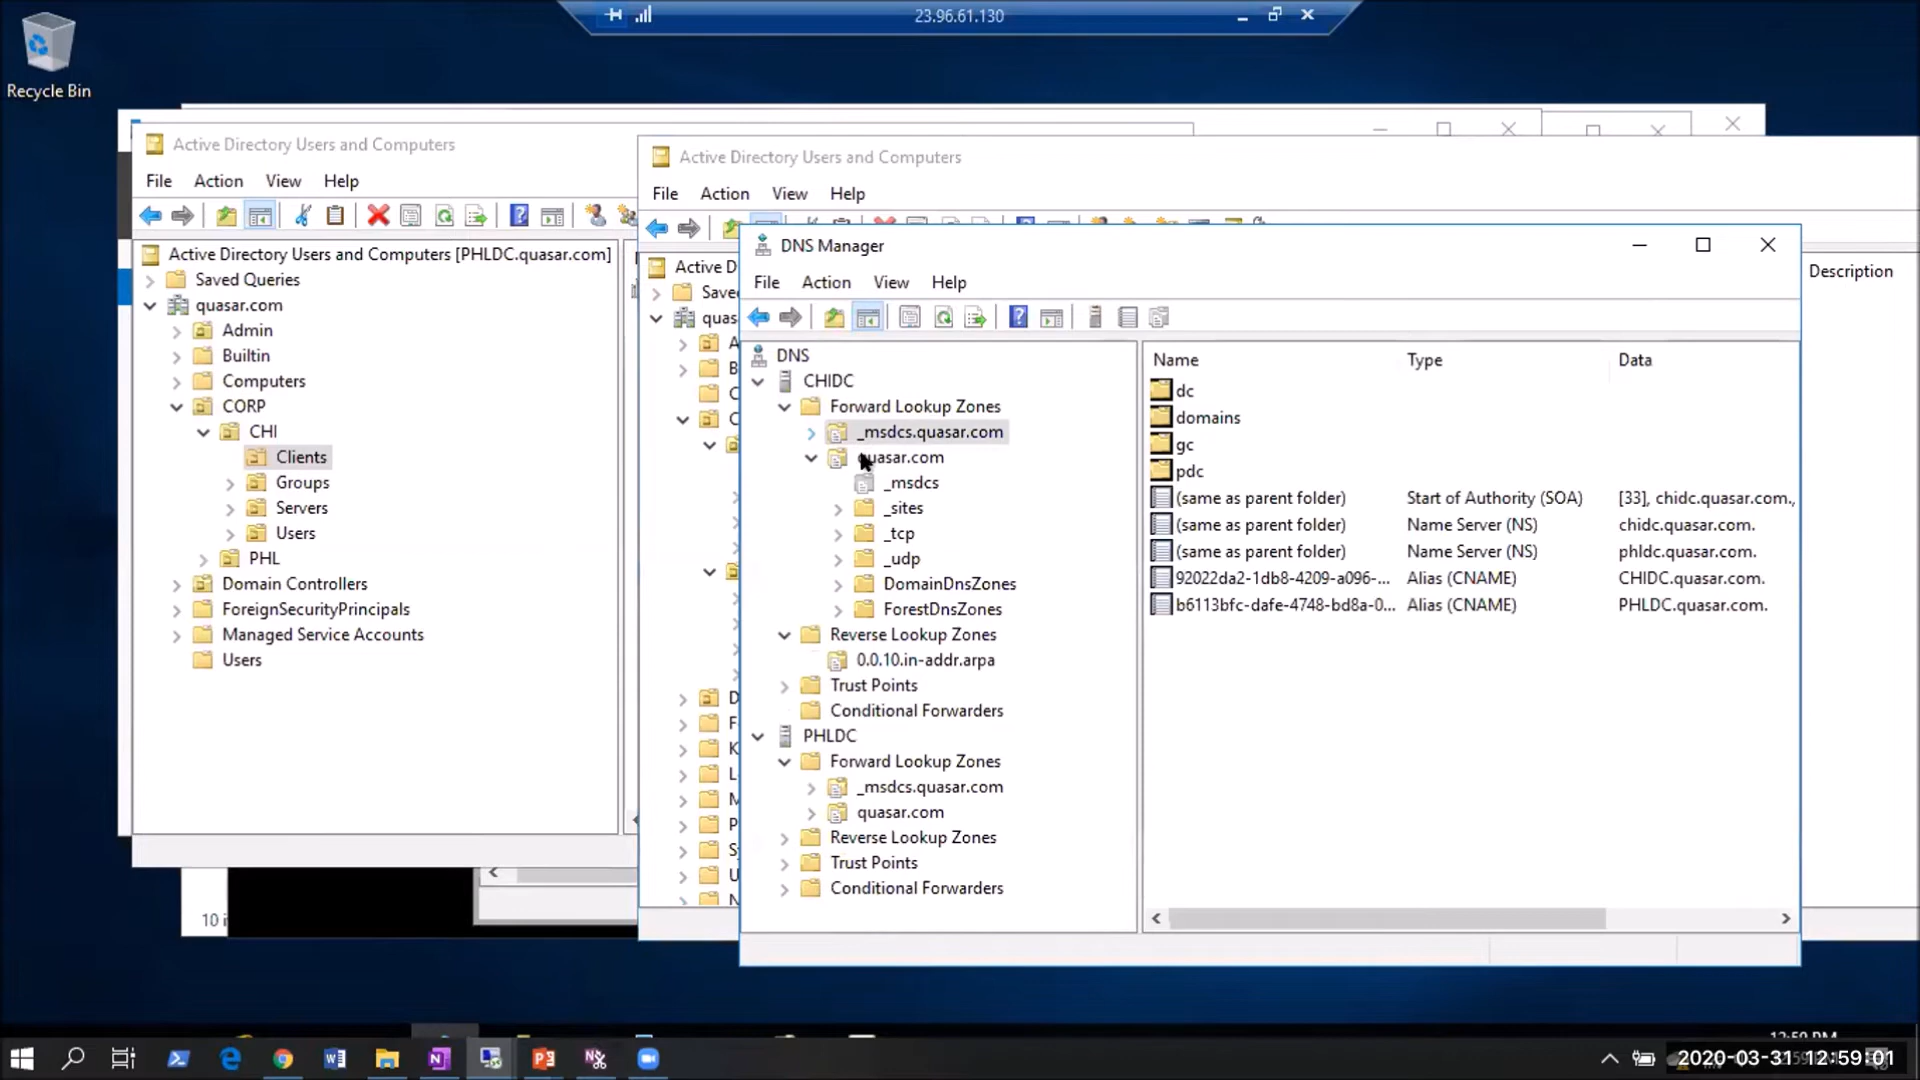 23.96.61.130
Recycle Bin
Active Directory Users and Computers
File Action View Help
Active Directory Users and Computers [PHLDC.quasar.com]
Saved Queries
quasar.com
Admin
Builtin
Computers
CORP
CHI
Clients
Groups
Servers
Users
PHL
Domain Controllers
ForeignSecurityPrincipals
Managed Service Accounts
Users
10 i
Active Directory Users and Computers
File Action View Help
Active D
Save
quas
A
B
C
C
D
F
K
L
M
P
S
U
N
Description
DNS Manager
File Action View Help
DNS
CHIDC
Forward Lookup Zones
_msdcs.quasar.com
quasar.com
_msdcs
_sites
_tcp
_udp
DomainDnsZones
ForestDnsZones
Reverse Lookup Zones
0.0.10.in-addr.arpa
Trust Points
Conditional Forwarders
PHLDC
Forward Lookup Zones
_msdcs.quasar.com
quasar.com
Reverse Lookup Zones
Trust Points
Conditional Forwarders
Name Type Data
dc
domains
gc
pdc
(same as parent folder) Start of Authority (SOA) [33], chidc.quasar.com.,
(same as parent folder) Name Server (NS) chidc.quasar.com.
(same as parent folder) Name Server (NS) phldc.quasar.com.
92022da2-1db8-4209-a096-... Alias (CNAME) CHIDC.quasar.com.
b6113bfc-dafe-4748-bd8a-0... Alias (CNAME) PHLDC.quasar.com.
2020-03-31 12:59:01